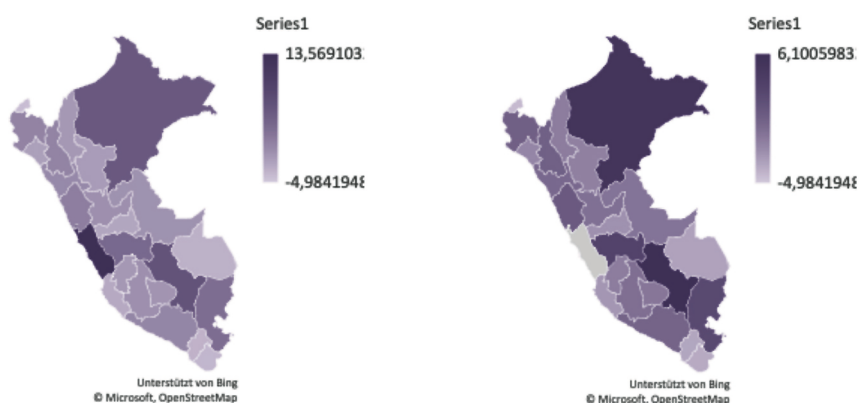 Series1
13,569103
-4,9841948
Unterstützt von Bing
© Microsoft, OpenStreetMap
Series1
6,1005983
-4,9841948
Unterstützt von Bing
© Microsoft, OpenStreetMap